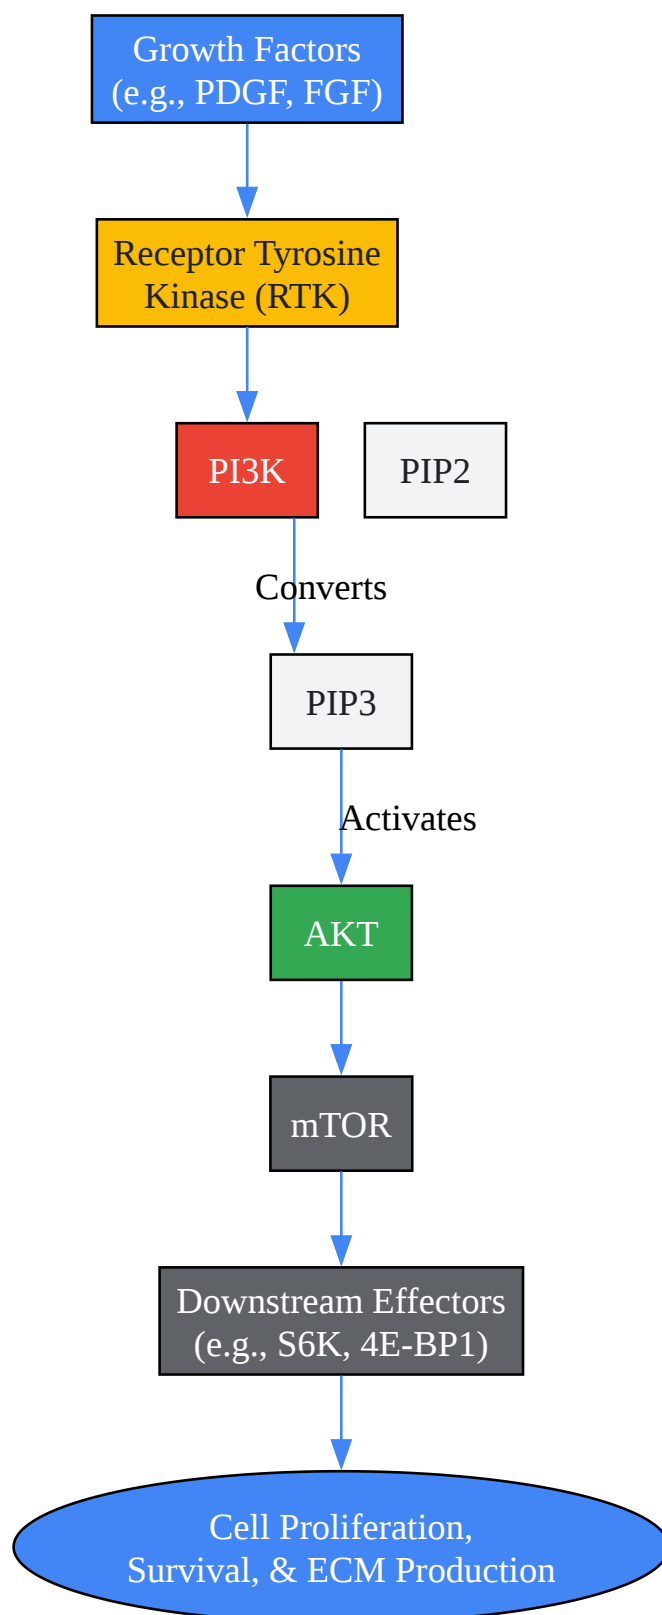 Growth Factors
(e.g., PDGF, FGF)
Receptor Tyrosine
Kinase (RTK)
PI3K
PIP2
Converts
PIP3
Activates
AKT
mTOR
Downstream Effectors
(e.g., S6K, 4E-BP1)
Cell Proliferation,
Survival, & ECM Production